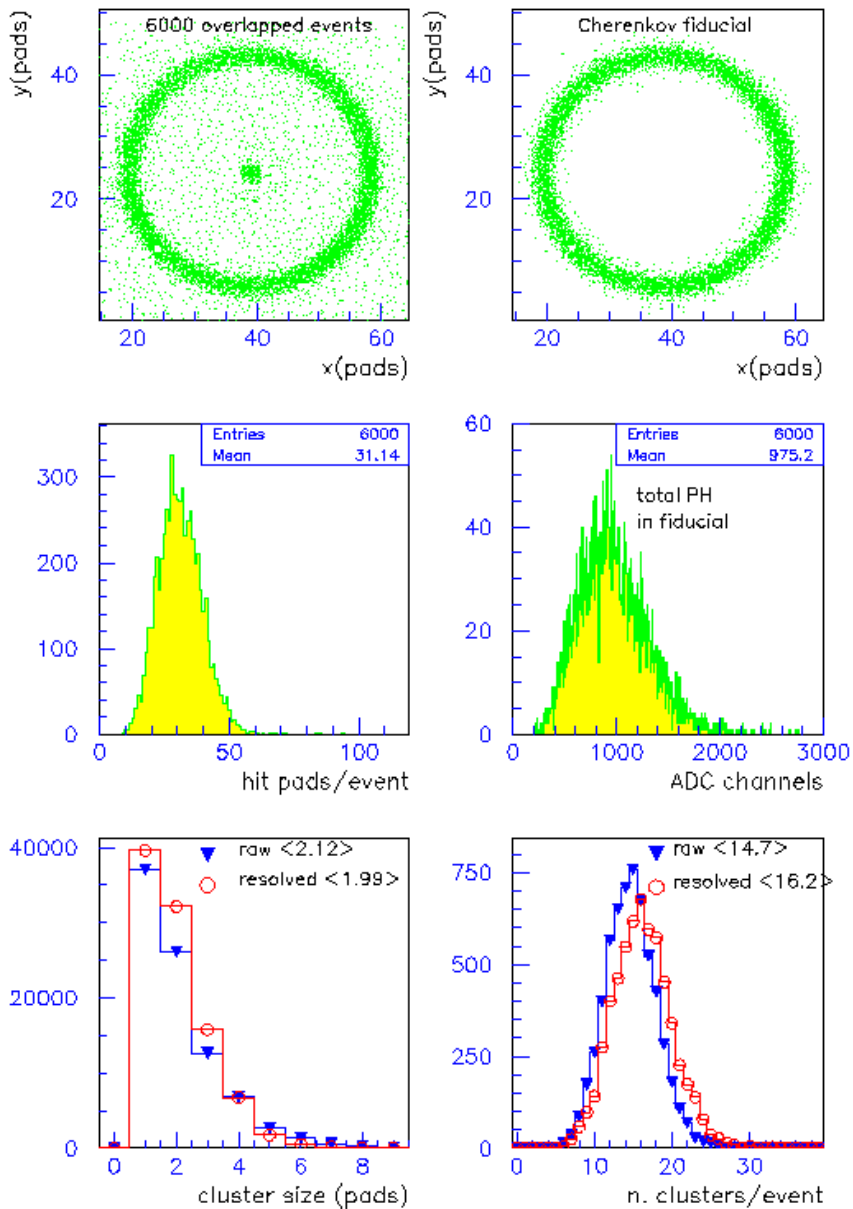 6000 overlapped events
y(pads)
40
20
20 40 60
x(pads)
Cherenkov fiducial
y(pads)
40
20
20 40 60
x(pads)
Entries 6000
Mean 31.14
300
200
100
0
0 50 100
hit pads/event
Entries 6000
Mean 975.2
total PH
in fiducial
60
40
20
0
0 1000 2000 3000
ADC channels
raw <2.12>
resolved <1.99>
40000
20000
0
0 2 4 6 8
cluster size (pads)
raw <14.7>
resolved <16.2>
750
500
250
0
0 10 20 30
n. clusters/event